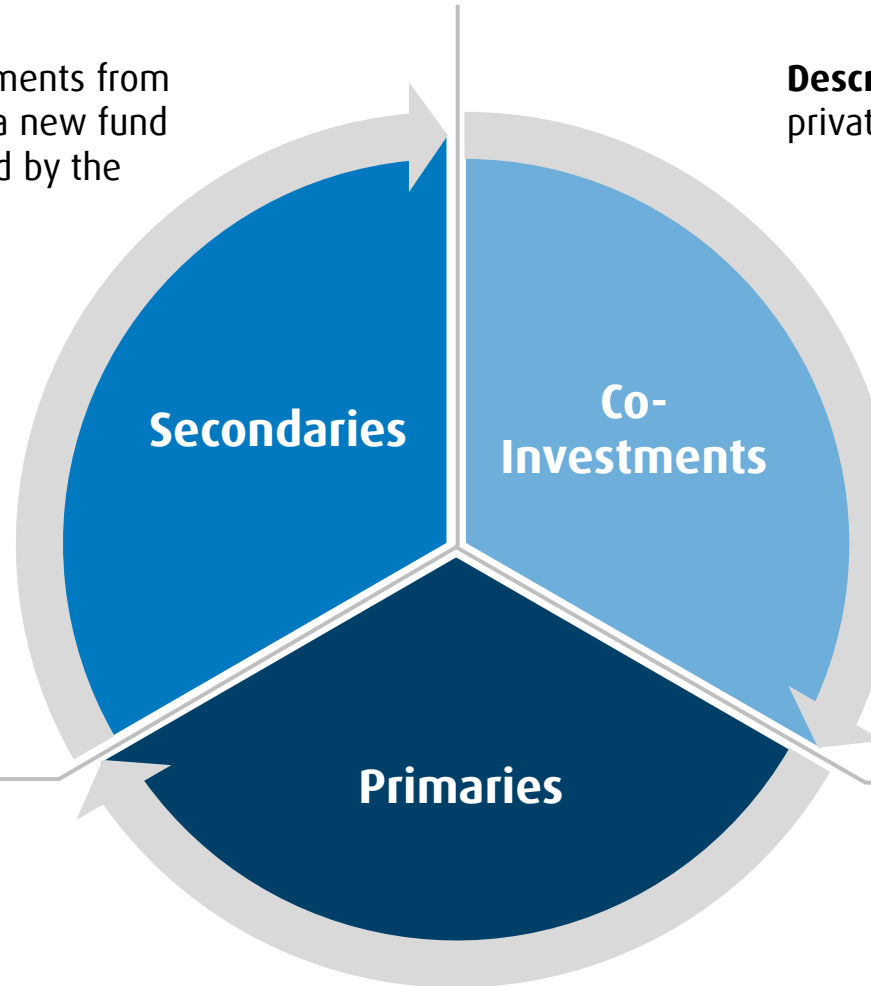 ments from
a new fund
d by the
Descr
privat
Secondaries
Co-
Investments
Primaries